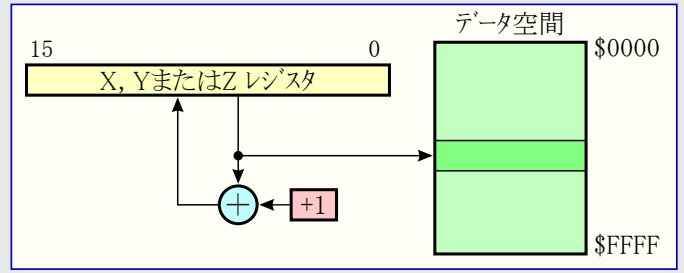 データ空間
15
0
$0000
X, YまたはZ レジスタ
+
+1
$FFFF